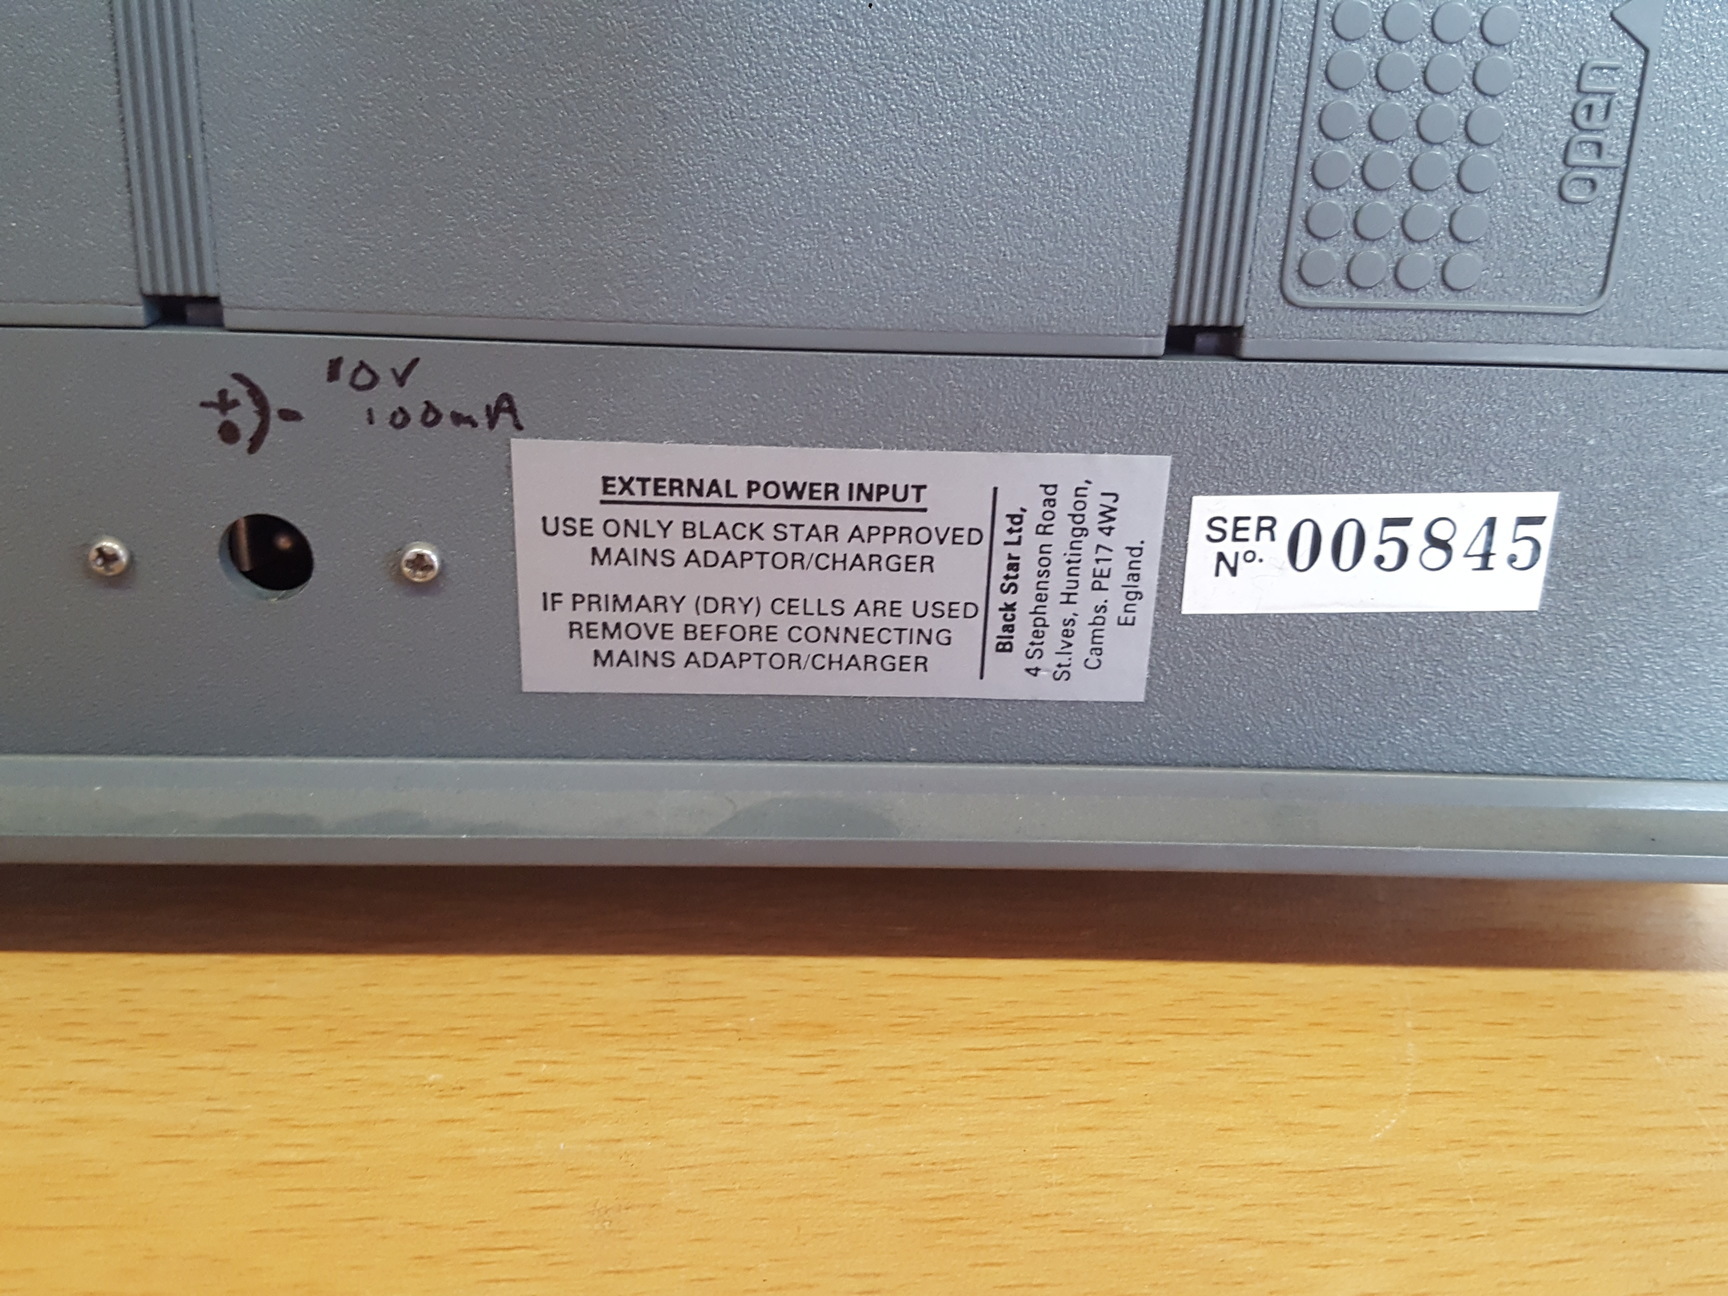 open
10V
+ -
100mA
EXTERNAL POWER INPUT
USE ONLY BLACK STAR APPROVED
MAINS ADAPTOR/CHARGER
IF PRIMARY (DRY) CELLS ARE USED
REMOVE BEFORE CONNECTING
MAINS ADAPTOR/CHARGER
Black Star Ltd,
4 Stephenson Road
St.Ives, Huntingdon,
Cambs. PE17 4WJ
England.
SER
Nº. 005845